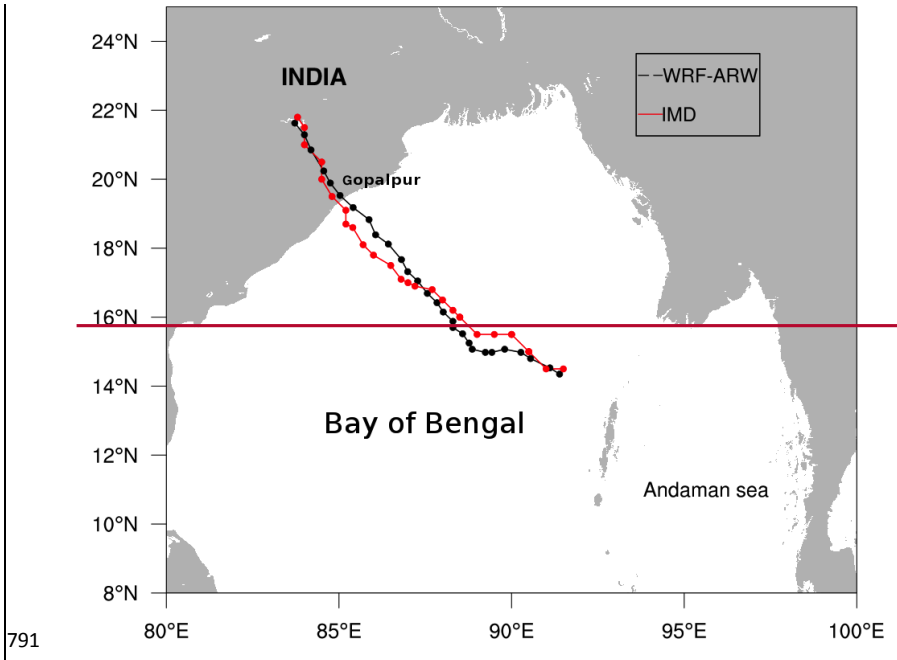 24°N
INDIA
WRF-ARW
22°N
IMD
20°N
Gopalpur
18°N
16°N
14°N
Bay of Bengal
12°N
Andaman sea
10°N
8°N
80°E 85°E 90°E 95°E 100°E
791